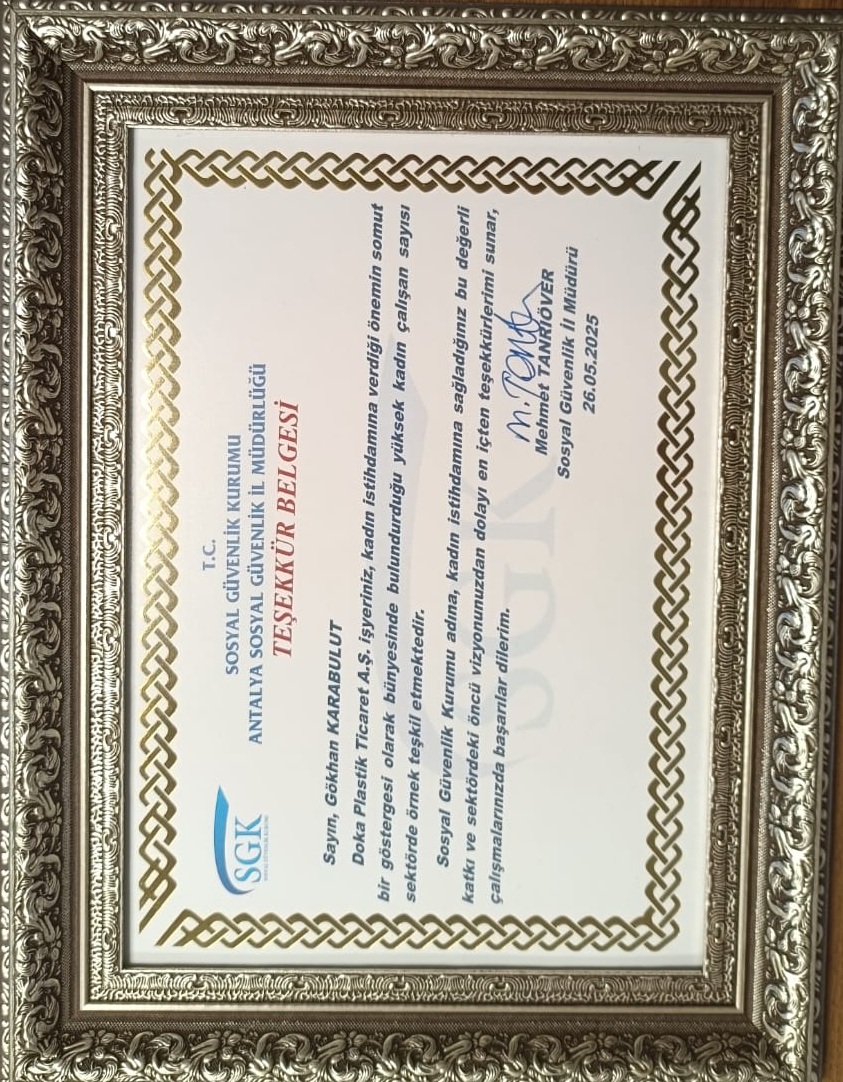 T.C.
SOSYAL GÜVENLİK KURUMU
ANTALYA SOSYAL GÜVENLİK İL MÜDÜRLÜĞÜ
TEŞEKKÜR BELGESİ
SGK
Sayın, Gökhan KARABULUT
Doka Plastik Ticaret A.Ş. işyeriniz, kadın istihdamına verdiği önemin somut
bir göstergesi olarak bünyesinde bulundurduğu yüksek kadın çalışan sayısı
sektörde örnek teşkil etmektedir.
Sosyal Güvenlik Kurumu adına, kadın istihdamına sağladığınız bu değerli
katkı ve sektördeki öncü vizyonunuzdan dolayı en içten teşekkürlerimi sunar,
çalışmalarınızda başarılar dilerim.
M. Tan
Mehmet TANRIÖVER
Sosyal Güvenlik İl Müdürü
26.05.2025
SGK